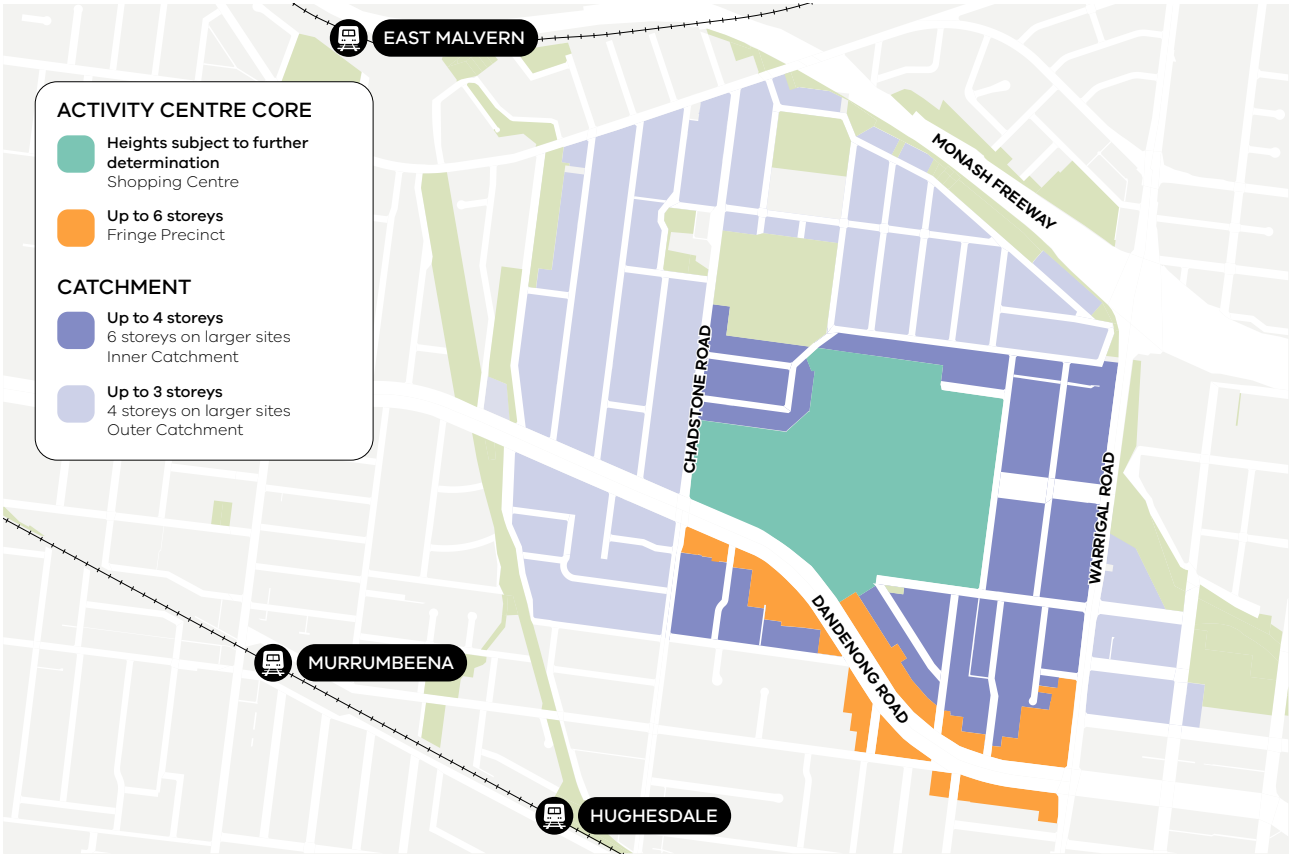 EAST MALVERN
ACTIVITY CENTRE CORE
Heights subject to further
determination
Shopping Centre
Up to 6 storeys
Fringe Precinct
CATCHMENT
Up to 4 storeys
6 storeys on larger sites
Inner Catchment
Up to 3 storeys
4 storeys on larger sites
Outer Catchment
MONASH FREEWAY
CHADSTONE ROAD
WARRIGAL ROAD
DANDENONG ROAD
MURRUMBEENA
HUGHESDALE